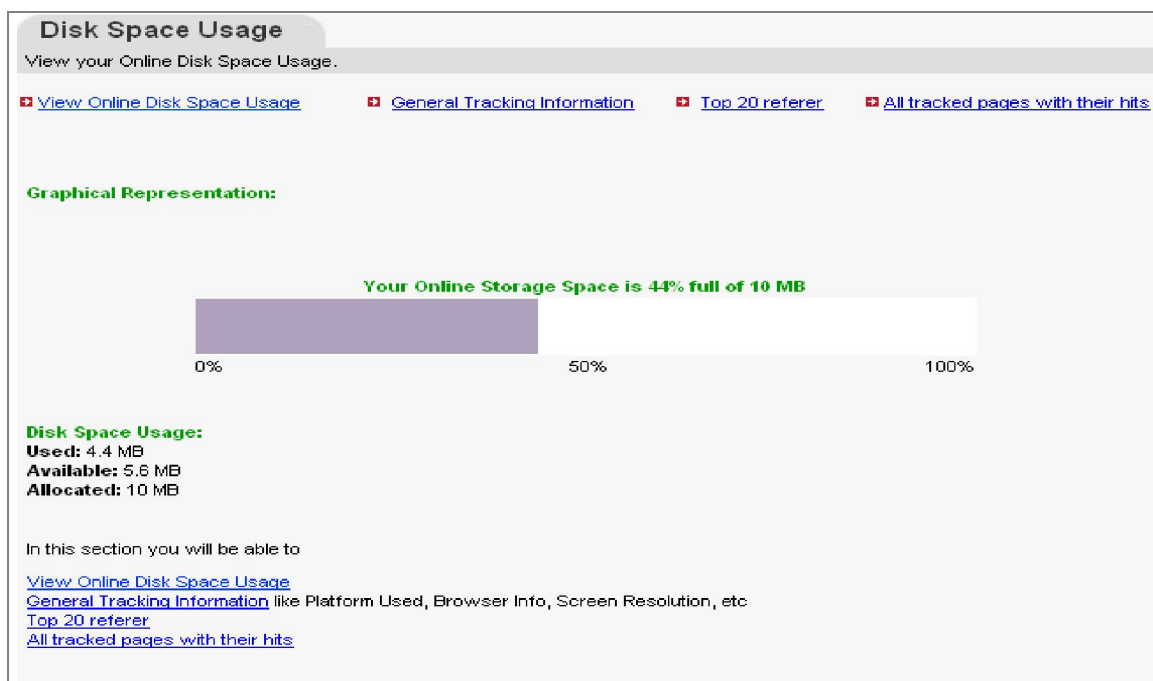 Disk Space Usage
View your Online Disk Space Usage.
View Online Disk Space Usage General Tracking Information Top 20 referer All tracked pages with their hits
Graphical Representation:
Your Online Storage Space is 44% full of 10 MB
0% 50% 100%
Disk Space Usage:
Used: 4.4 MB
Available: 5.6 MB
Allocated: 10 MB
In this section you will be able to
View Online Disk Space Usage
General Tracking Information like Platform Used, Browser Info, Screen Resolution, etc
Top 20 referer
All tracked pages with their hits